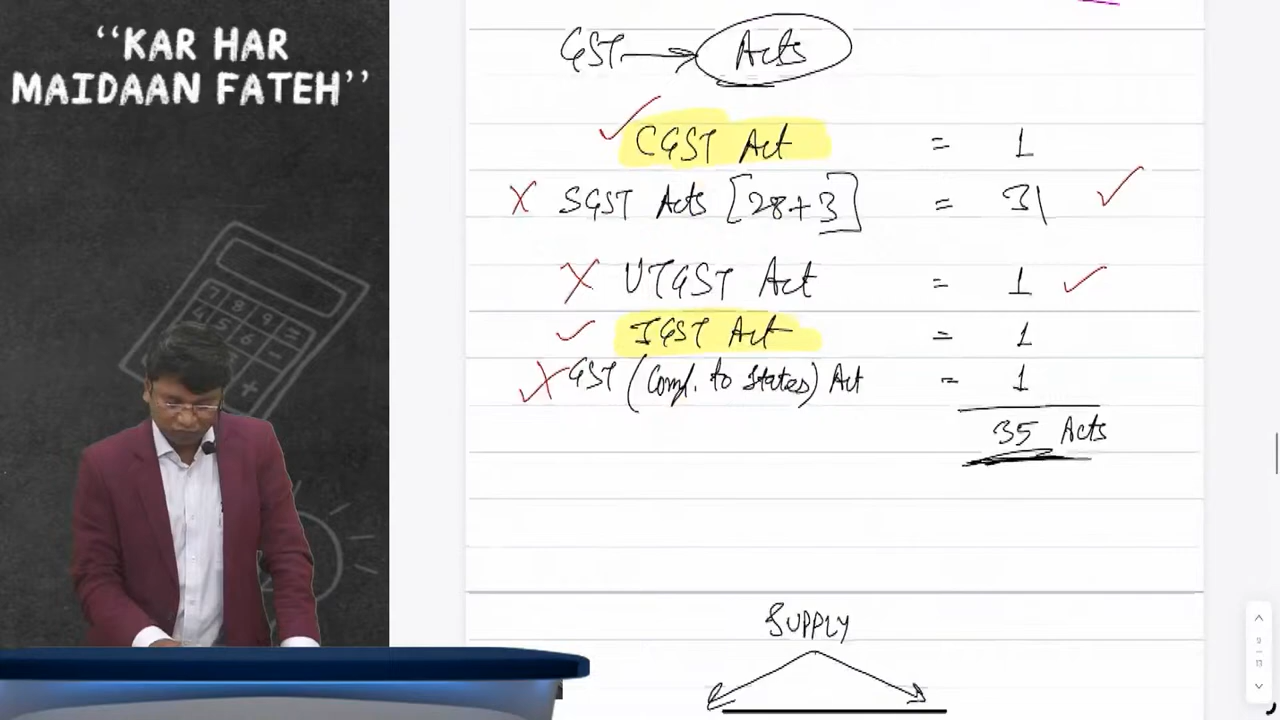 “KAR HAR
MAIDAAN FATEH”
GST → Acts
✓ CGST Act = 1
X SGST Acts [28+3] = 31 ✓
X UTGST Act = 1 ✓
✓ IGST Act = 1
X GST (Comp. to States) Act = 1
35 Acts
SUPPLY